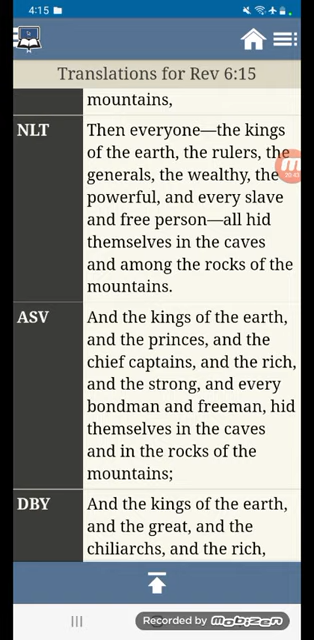 4:15
Translations for Rev 6:15
mountains,
NLT
Then everyone—the kings
of the earth, the rulers, the
generals, the wealthy, the
powerful, and every slave
and free person—all hid
themselves in the caves
and among the rocks of the
mountains.
ASV
And the kings of the earth,
and the princes, and the
chief captains, and the rich,
and the strong, and every
bondman and freeman, hid
themselves in the caves
and in the rocks of the
mountains;
DBY
And the kings of the earth,
and the great, and the
chiliarchs, and the rich,
Recorded by mobizen